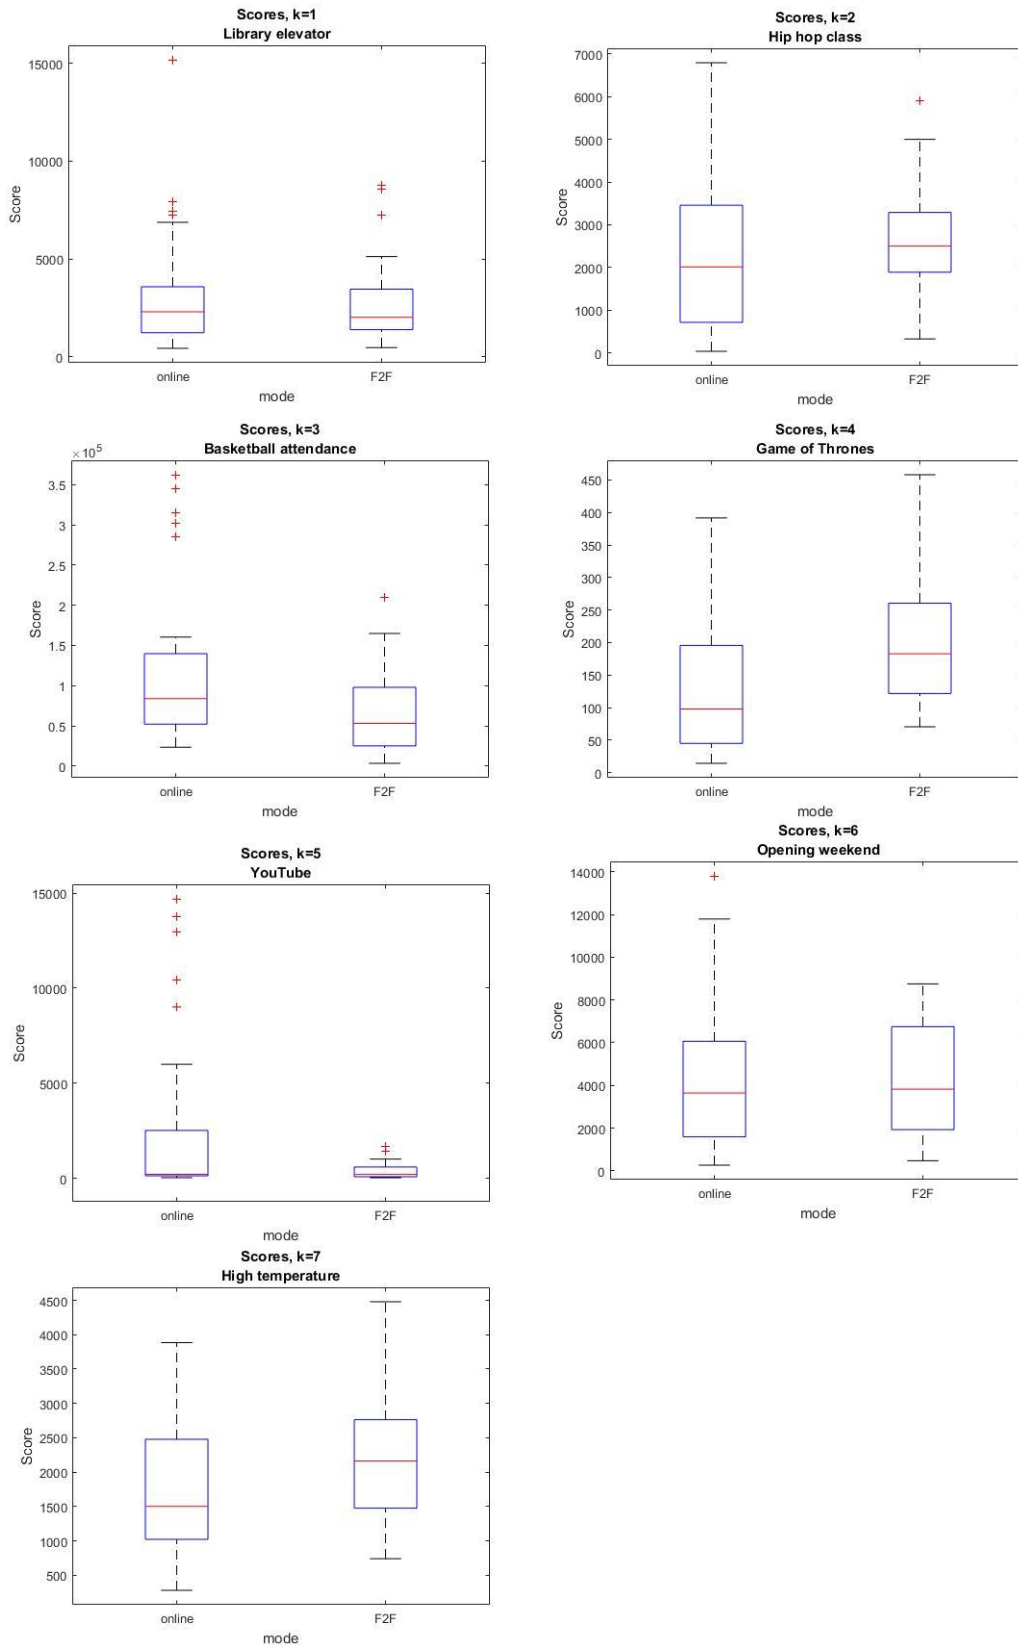 Scores, k=1
Library elevator
15000
10000
5000
0
Score
online
F2F
mode
Scores, k=2
Hip hop class
7000
6000
5000
4000
3000
2000
1000
0
Score
online
F2F
mode
Scores, k=3
Basketball attendance
× 10^5
3.5
3
2.5
2
1.5
1
0.5
0
Score
online
F2F
mode
Scores, k=4
Game of Thrones
450
400
350
300
250
200
150
100
50
0
Score
online
F2F
mode
Scores, k=5
YouTube
15000
10000
5000
0
Score
online
F2F
mode
Scores, k=6
Opening weekend
14000
12000
10000
8000
6000
4000
2000
0
Score
online
F2F
mode
Scores, k=7
High temperature
4500
4000
3500
3000
2500
2000
1500
1000
500
Score
online
F2F
mode